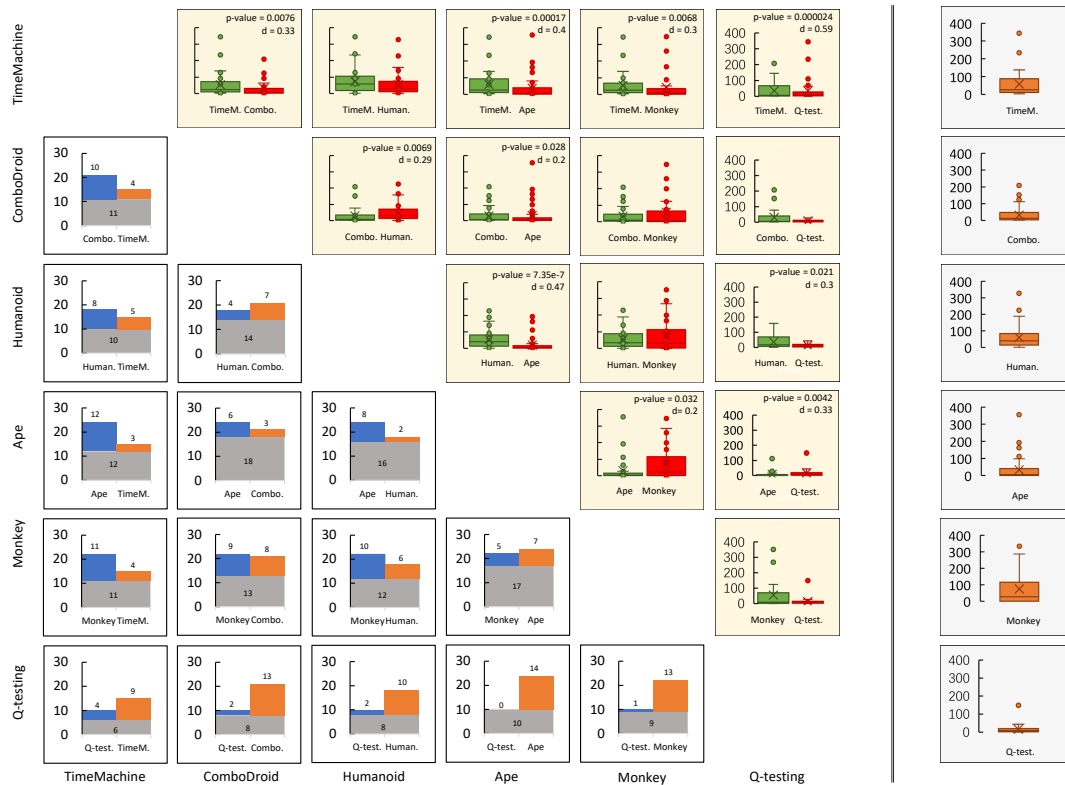 TimeMachine
p-value = 0.0076
d = 0.33
TimeM. Combo.
TimeM. Human.
p-value = 0.00017
d = 0.4
TimeM. Ape
p-value = 0.0068
d = 0.3
TimeM. Monkey
p-value = 0.000024
d = 0.59
400
300
200
100
0
TimeM. Q-test.
400
300
200
100
0
TimeM.
ComboDroid
30
20
10
0
10
4
11
Combo. TimeM.
p-value = 0.0069
d = 0.29
Combo. Human.
p-value = 0.028
d = 0.2
Combo. Ape
Combo. Monkey
400
300
200
100
0
Combo. Q-test.
400
300
200
100
0
Combo.
Humanoid
30
20
10
0
8
5
10
Human. TimeM.
30
20
10
0
4
7
14
Human. Combo.
p-value = 7.35e-7
d = 0.47
Human. Ape
Human. Monkey
p-value = 0.021
d = 0.3
400
300
200
100
0
Human. Q-test.
400
300
200
100
0
Human.
Ape
30
20
10
0
12
3
12
Ape TimeM.
30
20
10
0
6
3
18
Ape Combo.
30
20
10
0
8
2
16
Ape Human.
p-value = 0.032
d= 0.2
Ape Monkey
p-value = 0.0042
d = 0.33
400
300
200
100
0
Ape Q-test.
400
300
200
100
0
Ape
Monkey
30
20
10
0
11
4
11
Monkey TimeM.
30
20
10
0
9
8
13
Monkey Combo.
30
20
10
0
10
6
12
Monkey Human.
30
20
10
0
5
7
17
Monkey Ape
400
300
200
100
0
Monkey Q-test.
400
300
200
100
0
Monkey
Q-testing
30
20
10
0
4
9
6
Q-test. TimeM.
30
20
10
0
2
13
8
Q-test. Combo.
30
20
10
0
2
10
8
Q-test. Human.
30
20
10
0
0
14
10
Q-test. Ape
30
20
10
0
1
13
9
Q-test. Monkey
400
300
200
100
0
Q-test.
TimeMachine ComboDroid Humanoid Ape Monkey Q-testing